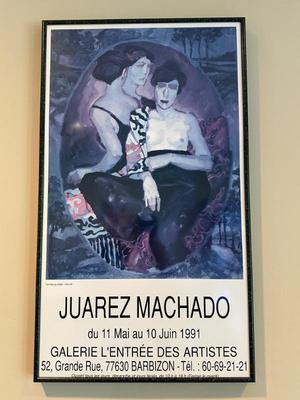 JUAREZ MACHADO
du 11 Mai au 10 Juin 1991
GALERIE L'ENTRÉE DES ARTISTES
52, Grande Rue, 77630 BARBIZON - Tél. : 60-69-21-21